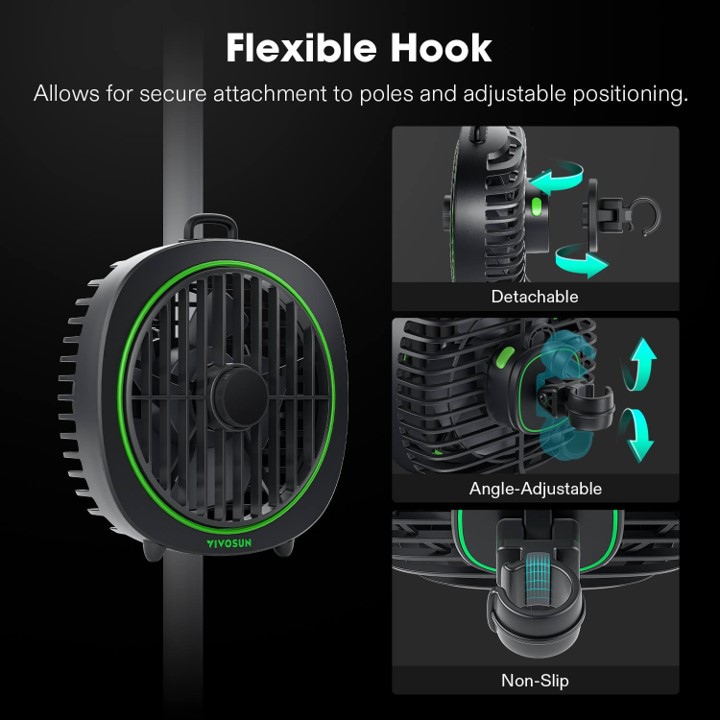 Flexible Hook
Allows for secure attachment to poles and adjustable positioning.
Detachable
Angle-Adjustable
Non-Slip
VIVOSUN